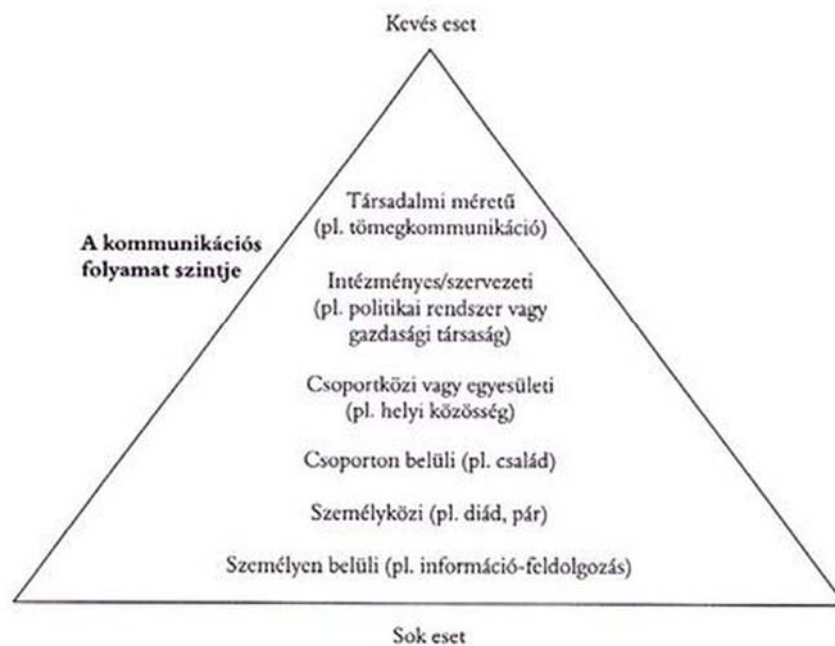 Kevés eset
Társadalmi méretű
(pl. tömegkommunikáció)
A kommunikációs
folyamat szintje
Intézményes/szervezeti
(pl. politikai rendszer vagy
gazdasági társaság)
Csoportközi vagy egyesületi
(pl. helyi közösség)
Csoporton belüli (pl. család)
Személyközi (pl. diád, pár)
Személyen belüli (pl. információ-feldolgozás)
Sok eset